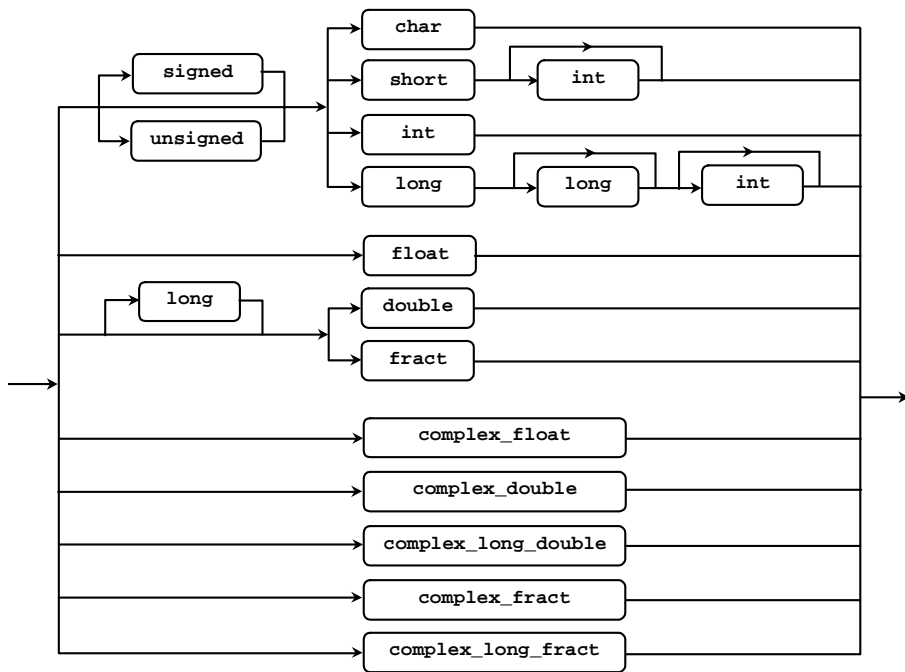 char
signed
short int
unsigned
int
long long int
float
long
double
fract
complex_float
complex_double
complex_long_double
complex_fract
complex_long_fract